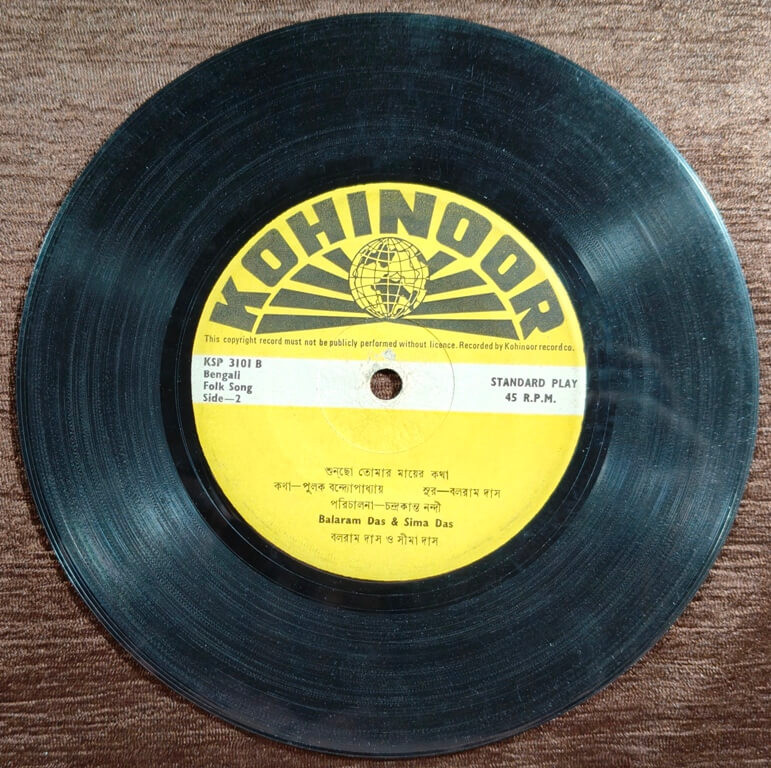 KOHINOOR
This copyright record must not be publicly performed without licence. Recorded by Kohinoor record co.
KSP 3101 B
Bengali
Folk Song
Side—2
STANDARD PLAY
45 R.P.M.
শুনছো তোমার মায়ের কথা
কথা—পুলক বন্দ্যোপাধ্যায় সুর—বলরাম দাস
পরিচালনা—চন্দ্রকান্ত নন্দী
Balaram Das & Sima Das
বলরাম দাস ও সীমা দাস